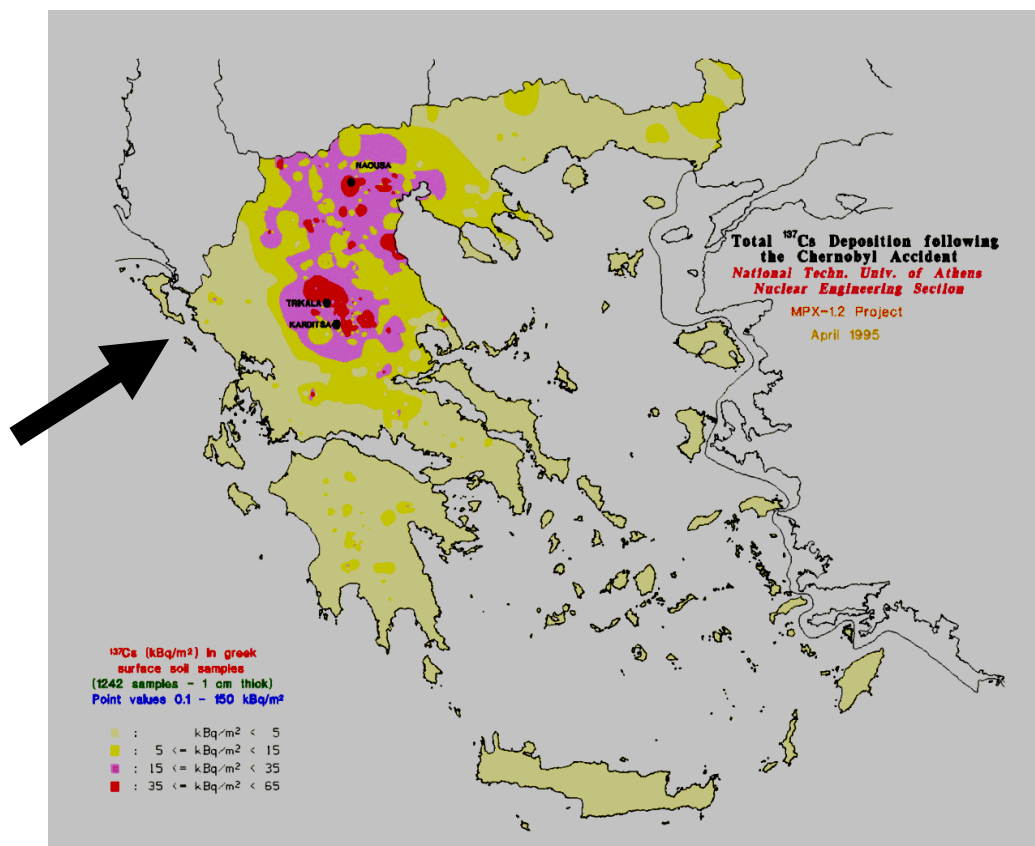 NAOUSA
Total ¹³⁷Cs Deposition following
the Chernobyl Accident
National Techn. Univ. of Athens
Nuclear Engineering Section
MPX-1.2 Project
April 1995
TRIKALA
KARDITSA
¹³⁷Cs (kBq/m²) in greek
surface soil samples
(1242 samples - 1 cm thick)
Point values 0.1 - 150 kBq/m²
: kBq/m² < 5
: 5 <= kBq/m² < 15
: 15 <= kBq/m² < 35
: 35 <= kBq/m² < 65